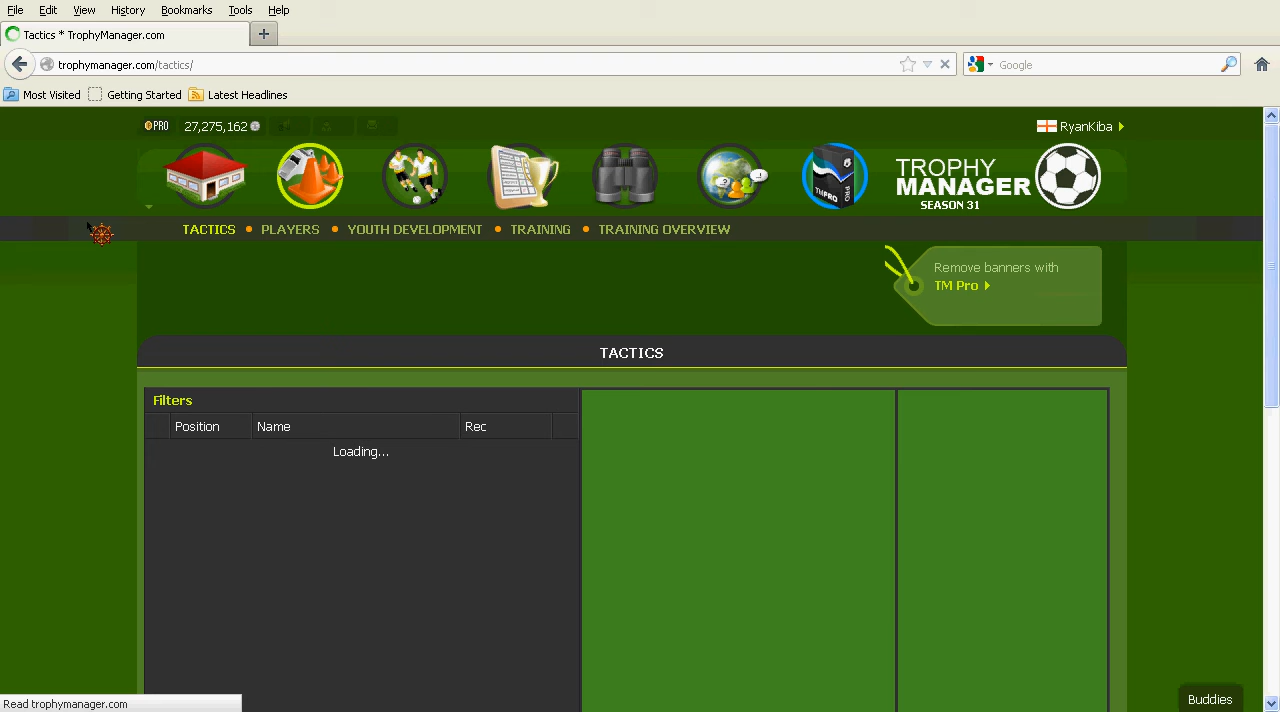 File Edit View History Bookmarks Tools Help
Tactics * TrophyManager.com
trophymanager.com/tactics/
Google
Most Visited Getting Started Latest Headlines
PRO 27,275,162
RyanKiba
TROPHY
MANAGER
SEASON 31
TMPRO PRO
TACTICS PLAYERS YOUTH DEVELOPMENT TRAINING TRAINING OVERVIEW
Remove banners with
TM Pro
TACTICS
Filters
Position Name Rec
Loading...
Buddies
Read trophymanager.com